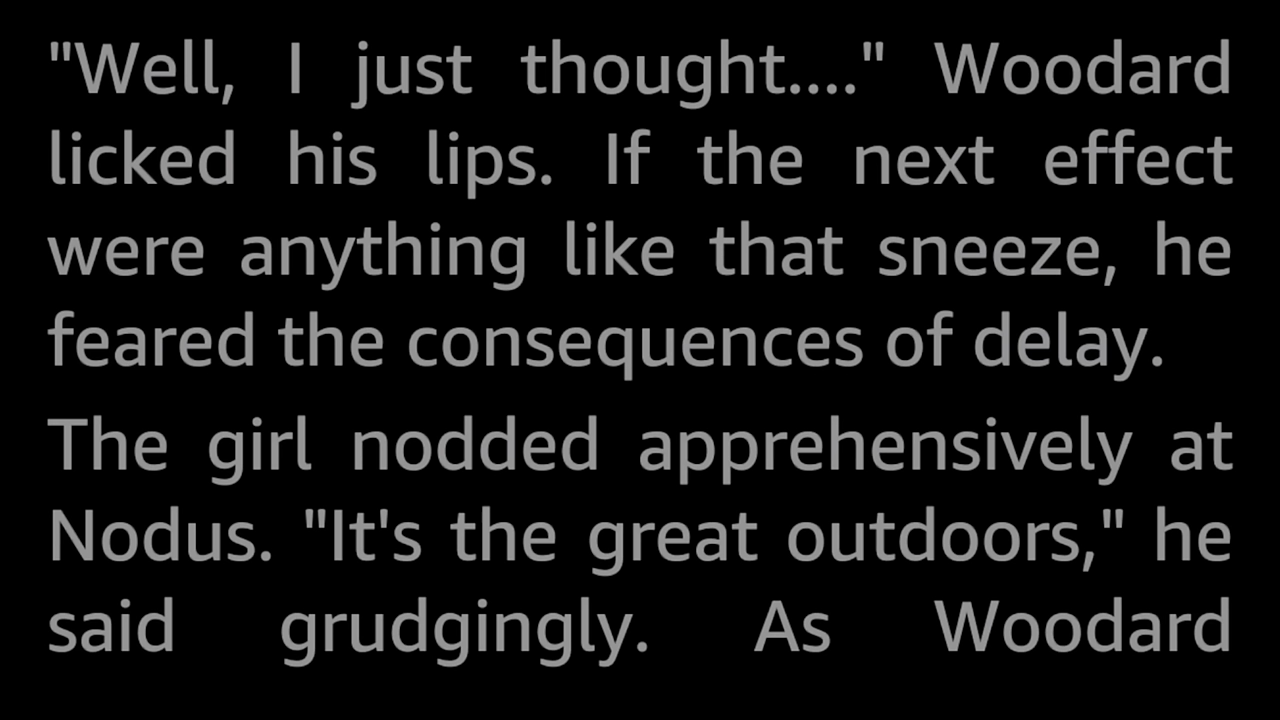 "Well, I just thought...." Woodard
licked his lips. If the next effect
were anything like that sneeze, he
feared the consequences of delay.
The girl nodded apprehensively at
Nodus. "It's the great outdoors," he
said grudgingly. As Woodard